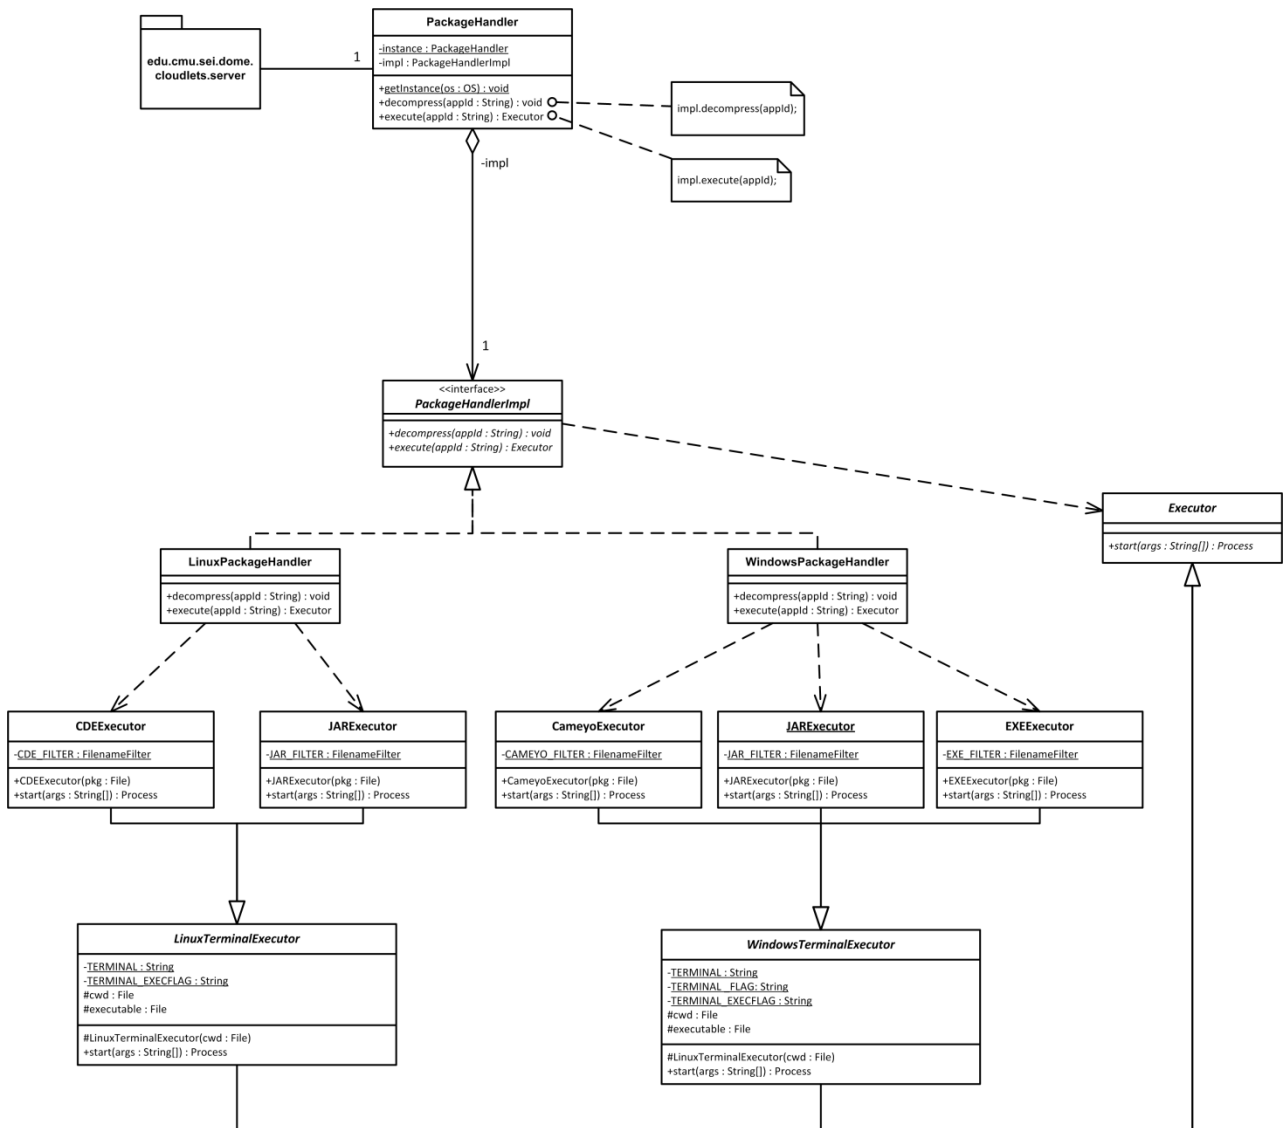 edu.cmu.sei.dome.
cloudlets.server
1
PackageHandler
-instance : PackageHandler
-impl : PackageHandlerImpl
+getInstance(os : OS) : void
+decompress(appId : String) : void
+execute(appId : String) : Executor
impl.decompress(appId);
impl.execute(appId);
-impl
1
<<interface>>
PackageHandlerImpl
+decompress(appId : String) : void
+execute(appId : String) : Executor
Executor
+start(args : String[]) : Process
LinuxPackageHandler
+decompress(appId : String) : void
+execute(appId : String) : Executor
WindowsPackageHandler
+decompress(appId : String) : void
+execute(appId : String) : Executor
CDEExecutor
-CDE_FILTER : FilenameFilter
+CDEExecutor(pkg : File)
+start(args : String[]) : Process
JARExecutor
-JAR_FILTER : FilenameFilter
+JARExecutor(pkg : File)
+start(args : String[]) : Process
CameyoExecutor
-CAMEYO_FILTER : FilenameFilter
+CameyoExecutor(pkg : File)
+start(args : String[]) : Process
JARExecutor
-JAR_FILTER : FilenameFilter
+JARExecutor(pkg : File)
+start(args : String[]) : Process
EXEExecutor
-EXE_FILTER : FilenameFilter
+EXEExecutor(pkg : File)
+start(args : String[]) : Process
LinuxTerminalExecutor
-TERMINAL : String
-TERMINAL_EXECFLAG : String
#cwd : File
#executable : File
#LinuxTerminalExecutor(cwd : File)
+start(args : String[]) : Process
WindowsTerminalExecutor
-TERMINAL : String
-TERMINAL _FLAG: String
-TERMINAL_EXECFLAG : String
#cwd : File
#executable : File
#LinuxTerminalExecutor(cwd : File)
+start(args : String[]) : Process